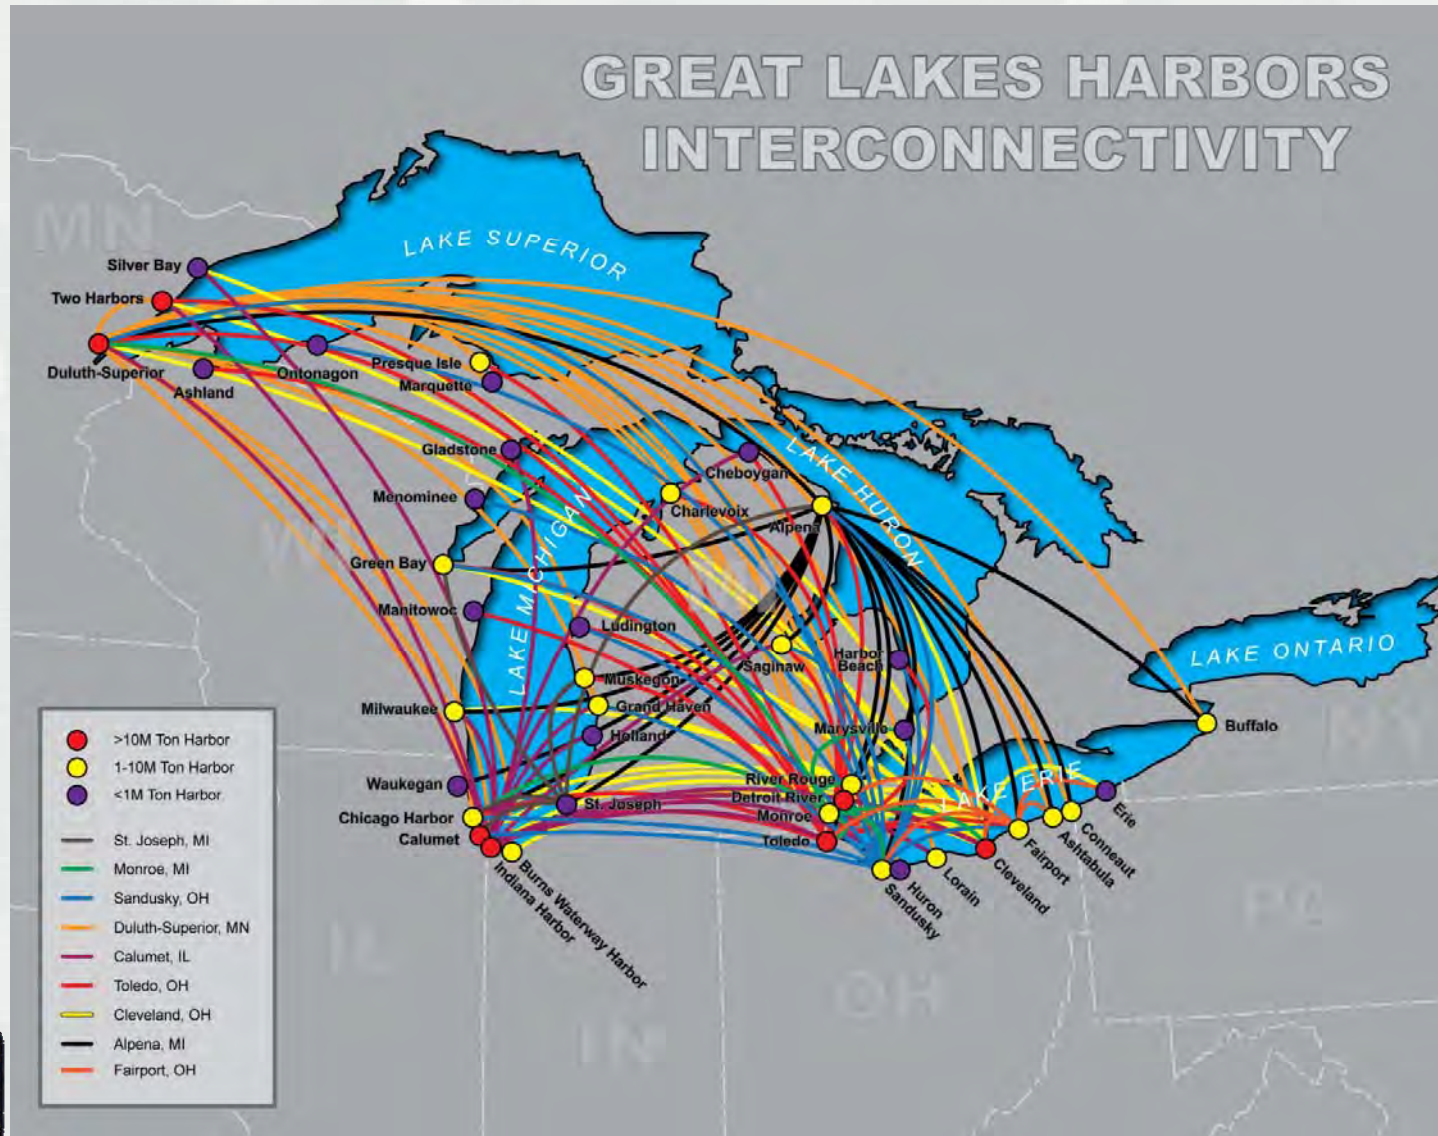 GREAT LAKES HARBORS
INTERCONNECTIVITY
MN
LAKE SUPERIOR
Silver Bay
Two Harbors
Duluth-Superior
Ashland
Ontonagon
Presque Isle
Marquette
Gladstone
Menominee
Green Bay
Manitowoc
Milwaukee
Waukegan
Chicago Harbor
Calumet
Indiana Harbor
Burns Waterway Harbor
WI
LAKE MICHIGAN
Cheboygan
Charlevoix
Alpena
LAKE HURON
Ludington
Muskegon
Grand Haven
Holland
St. Joseph
Saginaw
Harbor
Beach
Marysville
River Rouge
Detroit River
Monroe
Toledo
Sandusky
Huron
Lorain
Cleveland
Fairport
Ashtabula
Conneaut
Erie
LAKE ERIE
Buffalo
LAKE ONTARIO
NY
PA
OH
IN
IL
>10M Ton Harbor
1-10M Ton Harbor
<1M Ton Harbor
St. Joseph, MI
Monroe, MI
Sandusky, OH
Duluth-Superior, MN
Calumet, IL
Toledo, OH
Cleveland, OH
Alpena, MI
Fairport, OH